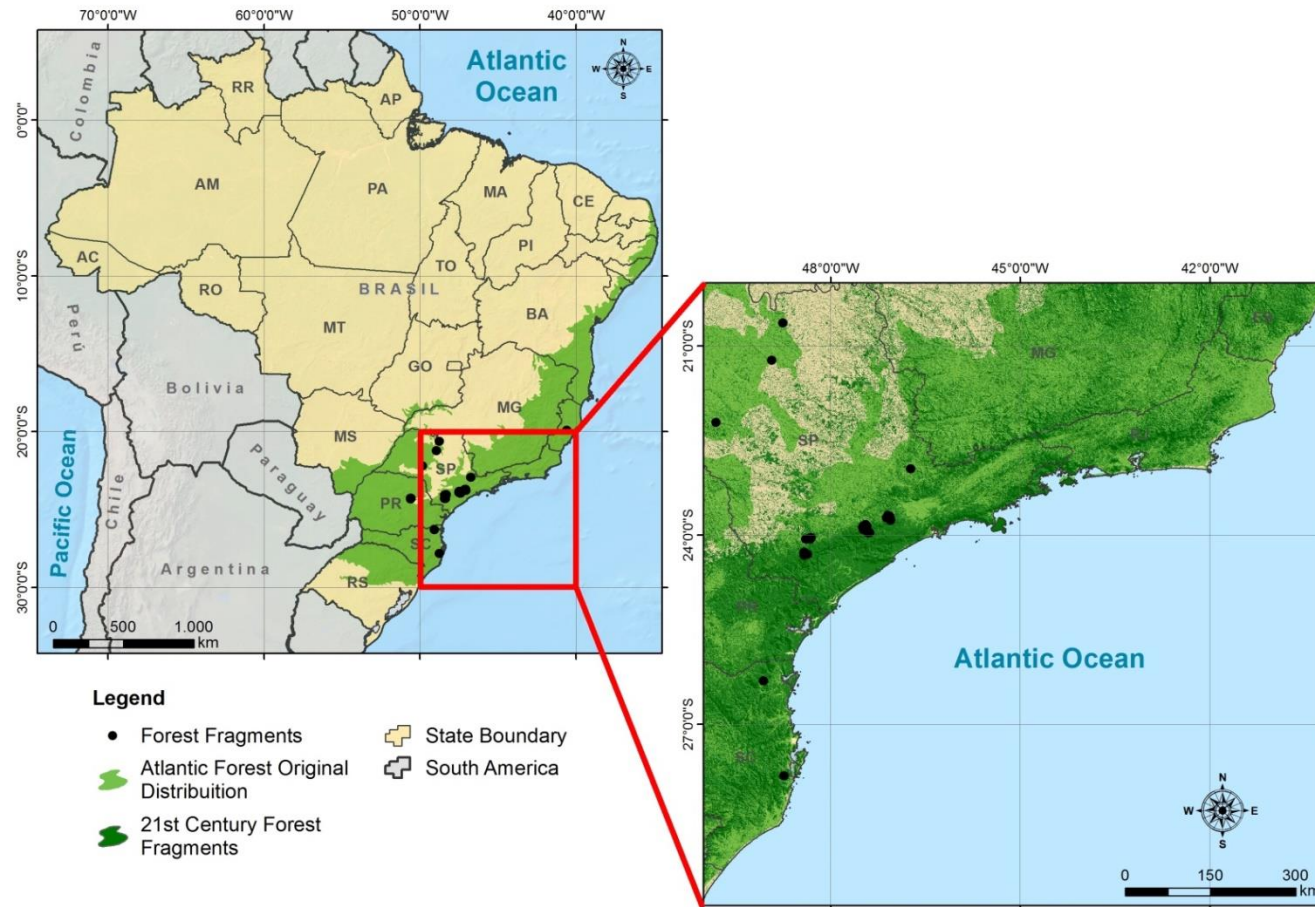 70°0'0"W
60°0'0"W
50°0'0"W
40°0'0"W
Colombia
Atlantic
Ocean
N
W
E
S
RR
AP
0°0'0"
AM
PA
MA
CE
PI
AC
TO
RO
10°0'0"S
BRASIL
BA
MT
Perú
GO
Bolivia
MG
20°0'0"S
MS
SP
Pacific Ocean
Chile
Paraguay
PR
SC
Argentina
RS
30°0'0"S
0
500
1.000
km
Legend
Forest Fragments
Atlantic Forest Original
Distribuition
21st Century Forest
Fragments
State Boundary
South America
48°0'0"W
45°0'0"W
42°0'0"W
ES
21°0'0"S
MG
SP
RJ
24°0'0"S
PR
Atlantic Ocean
27°0'0"S
SC
N
W
E
S
0
150
300
km